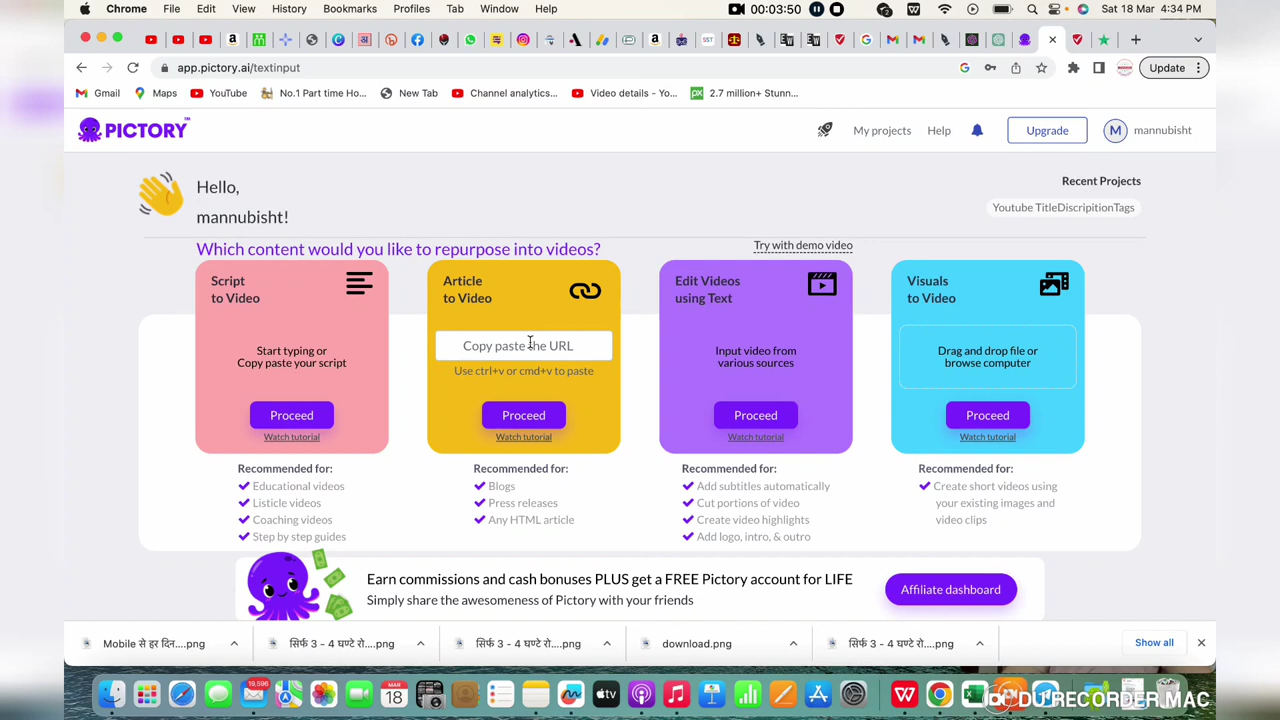 Chrome File Edit View History Bookmarks Profiles Tab Window Help 00:03:50 Sat 18 Mar 4:34 PM
app.pictory.ai/textinput Update
Gmail Maps YouTube No.1 Part time Ho... New Tab Channel analytics... Video details - Yo... 2.7 million+ Stunn...
PICTORY™ My projects Help Upgrade M mannubisht
Hello,
mannubisht!
Recent Projects
Youtube TitleDiscripitionTags
Which content would you like to repurpose into videos? Try with demo video
Script
to Video
Start typing or
Copy paste your script
Proceed
Watch tutorial
Recommended for:
Educational videos
Listicle videos
Coaching videos
Step by step guides
Article
to Video
Copy paste the URL
Use ctrl+v or cmd+v to paste
Proceed
Watch tutorial
Recommended for:
Blogs
Press releases
Any HTML article
Edit Videos
using Text
Input video from
various sources
Proceed
Watch tutorial
Recommended for:
Add subtitles automatically
Cut portions of video
Create video highlights
Add logo, intro, & outro
Visuals
to Video
Drag and drop file or
browse computer
Proceed
Watch tutorial
Recommended for:
Create short videos using
your existing images and
video clips
Earn commissions and cash bonuses PLUS get a FREE Pictory account for LIFE
Simply share the awesomeness of Pictory with your friends
Affiliate dashboard
Mobile से हर दिन....png सिर्फ 3 - 4 घण्टे रो....png सिर्फ 3 - 4 घण्टे रो....png download.png सिर्फ 3 - 4 घण्टे रो....png Show all
19,596 MAR 18 tv
DU RECORDER MAC